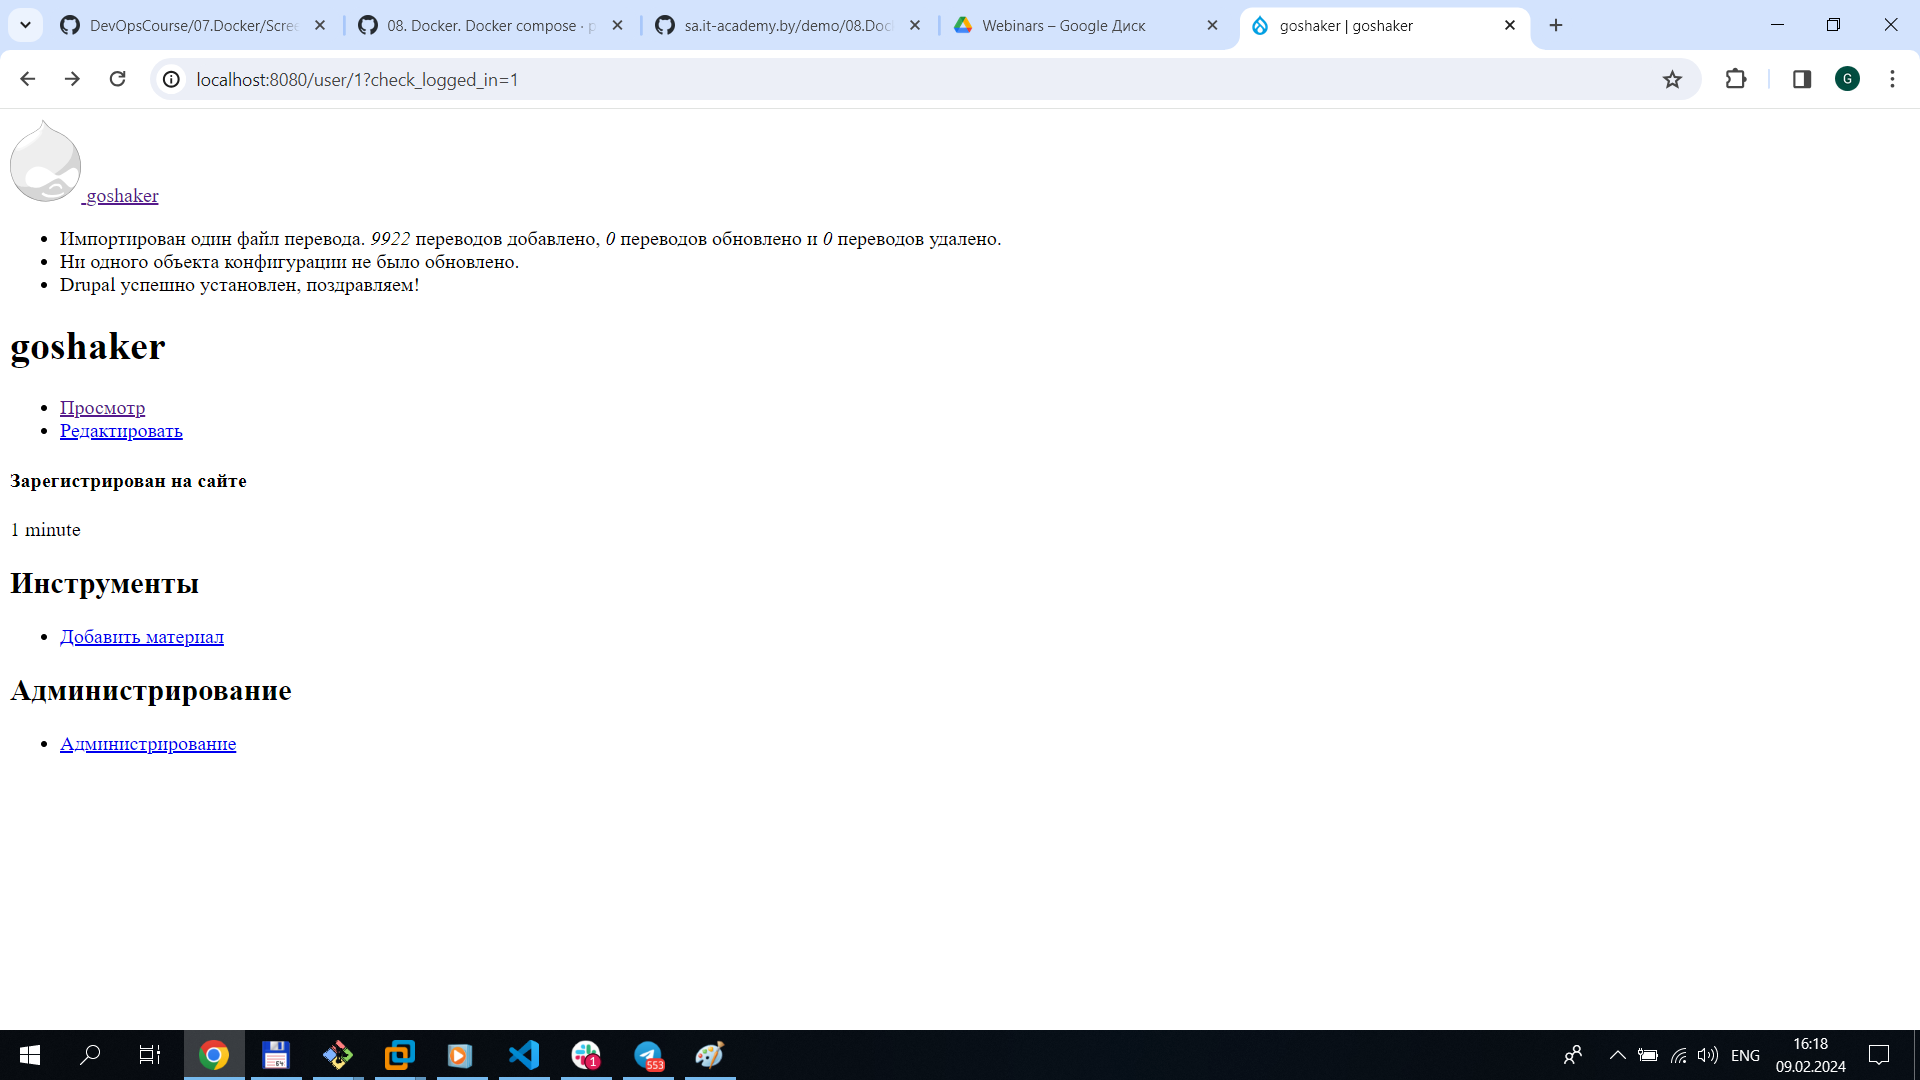 DevOpsCourse/07.Docker/Scree
08. Docker. Docker compose · p
sa.it-academy.by/demo/08.Doc
Webinars – Google Диск
goshaker | goshaker
localhost:8080/user/1?check_logged_in=1
G
goshaker
Импортирован один файл перевода. 9922 переводов добавлено, 0 переводов обновлено и 0 переводов удалено.
Ни одного объекта конфигурации не было обновлено.
Drupal успешно установлен, поздравляем!
goshaker
Просмотр
Редактировать
Зарегистрирован на сайте
1 minute
Инструменты
Добавить материал
Администрирование
Администрирование
64
1
553
ENG
16:18
09.02.2024